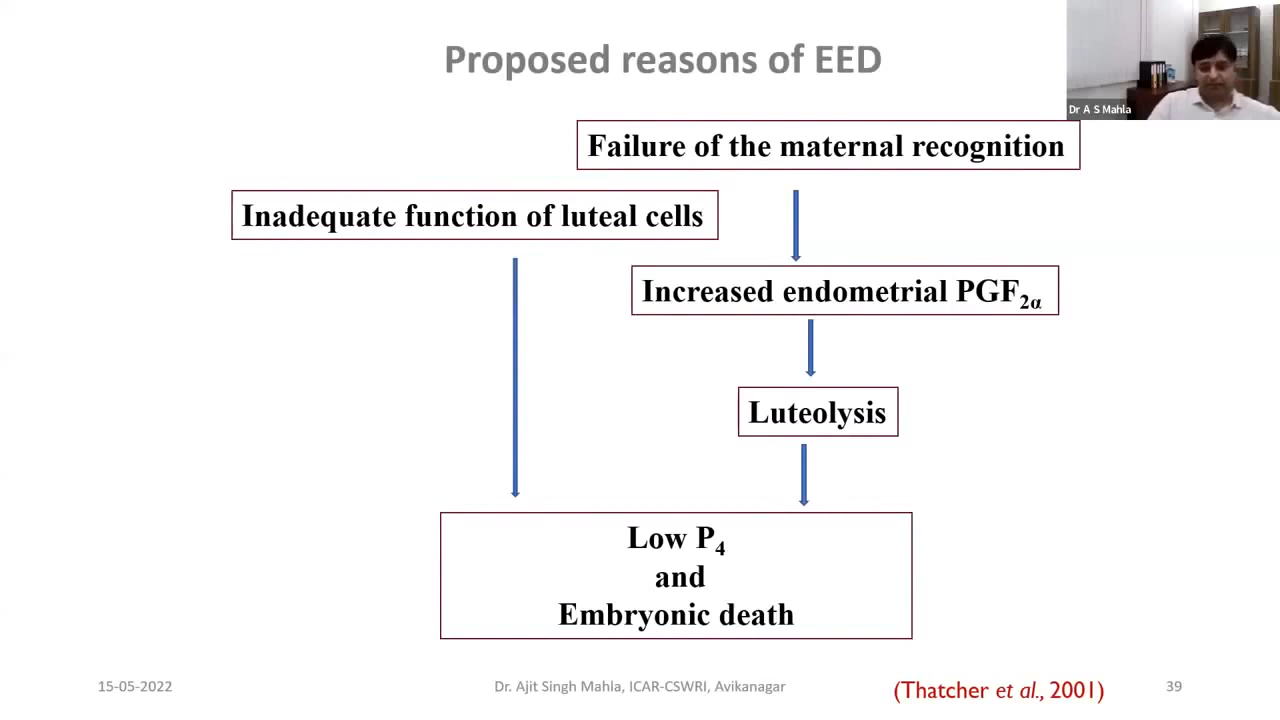 Proposed reasons of EED
Dr A S Mahla
Failure of the maternal recognition
Inadequate function of luteal cells
Increased endometrial PGF₂α
Luteolysis
Low P₄
and
Embryonic death
15-05-2022
Dr. Ajit Singh Mahla, ICAR-CSWRI, Avikanagar
(Thatcher et al., 2001)
39